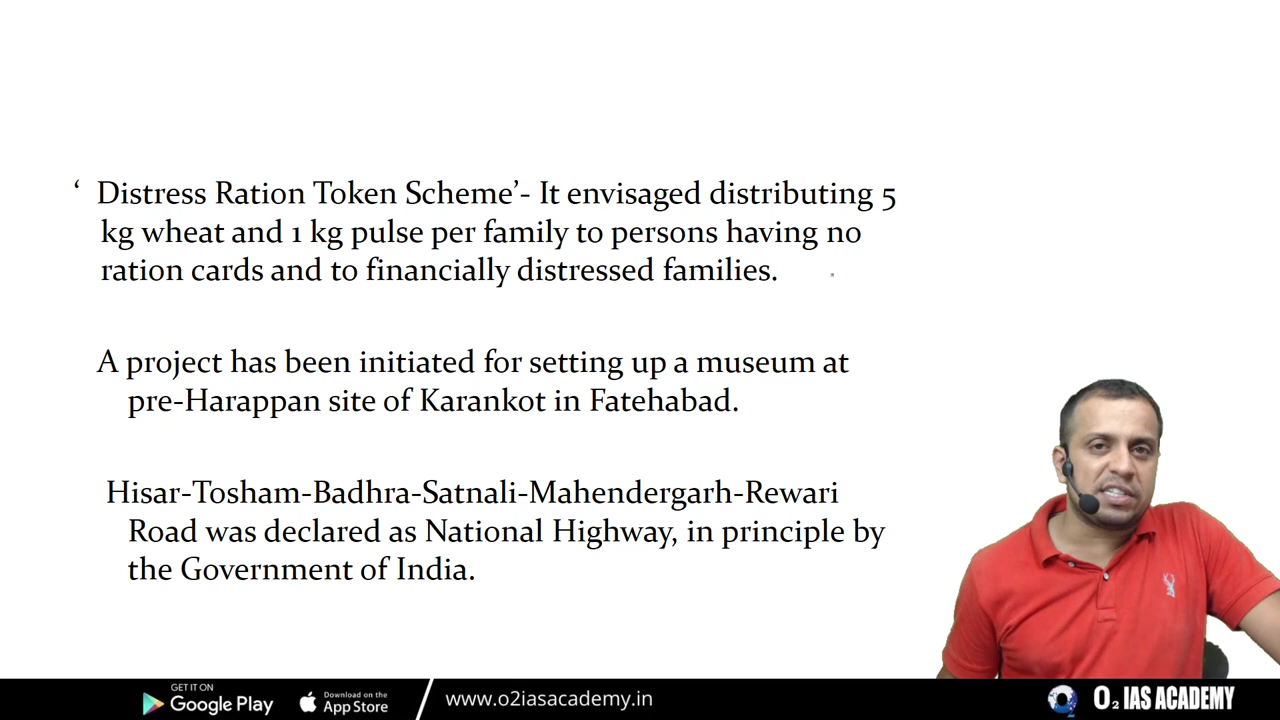 ‘ Distress Ration Token Scheme’- It envisaged distributing 5
kg wheat and 1 kg pulse per family to persons having no
ration cards and to financially distressed families.
A project has been initiated for setting up a museum at
pre-Harappan site of Karankot in Fatehabad.
Hisar-Tosham-Badhra-Satnali-Mahendergarh-Rewari
Road was declared as National Highway, in principle by
the Government of India.
GET IT ON
Google Play
Download on the
App Store
www.o2iasacademy.in
O₂ IAS ACADEMY